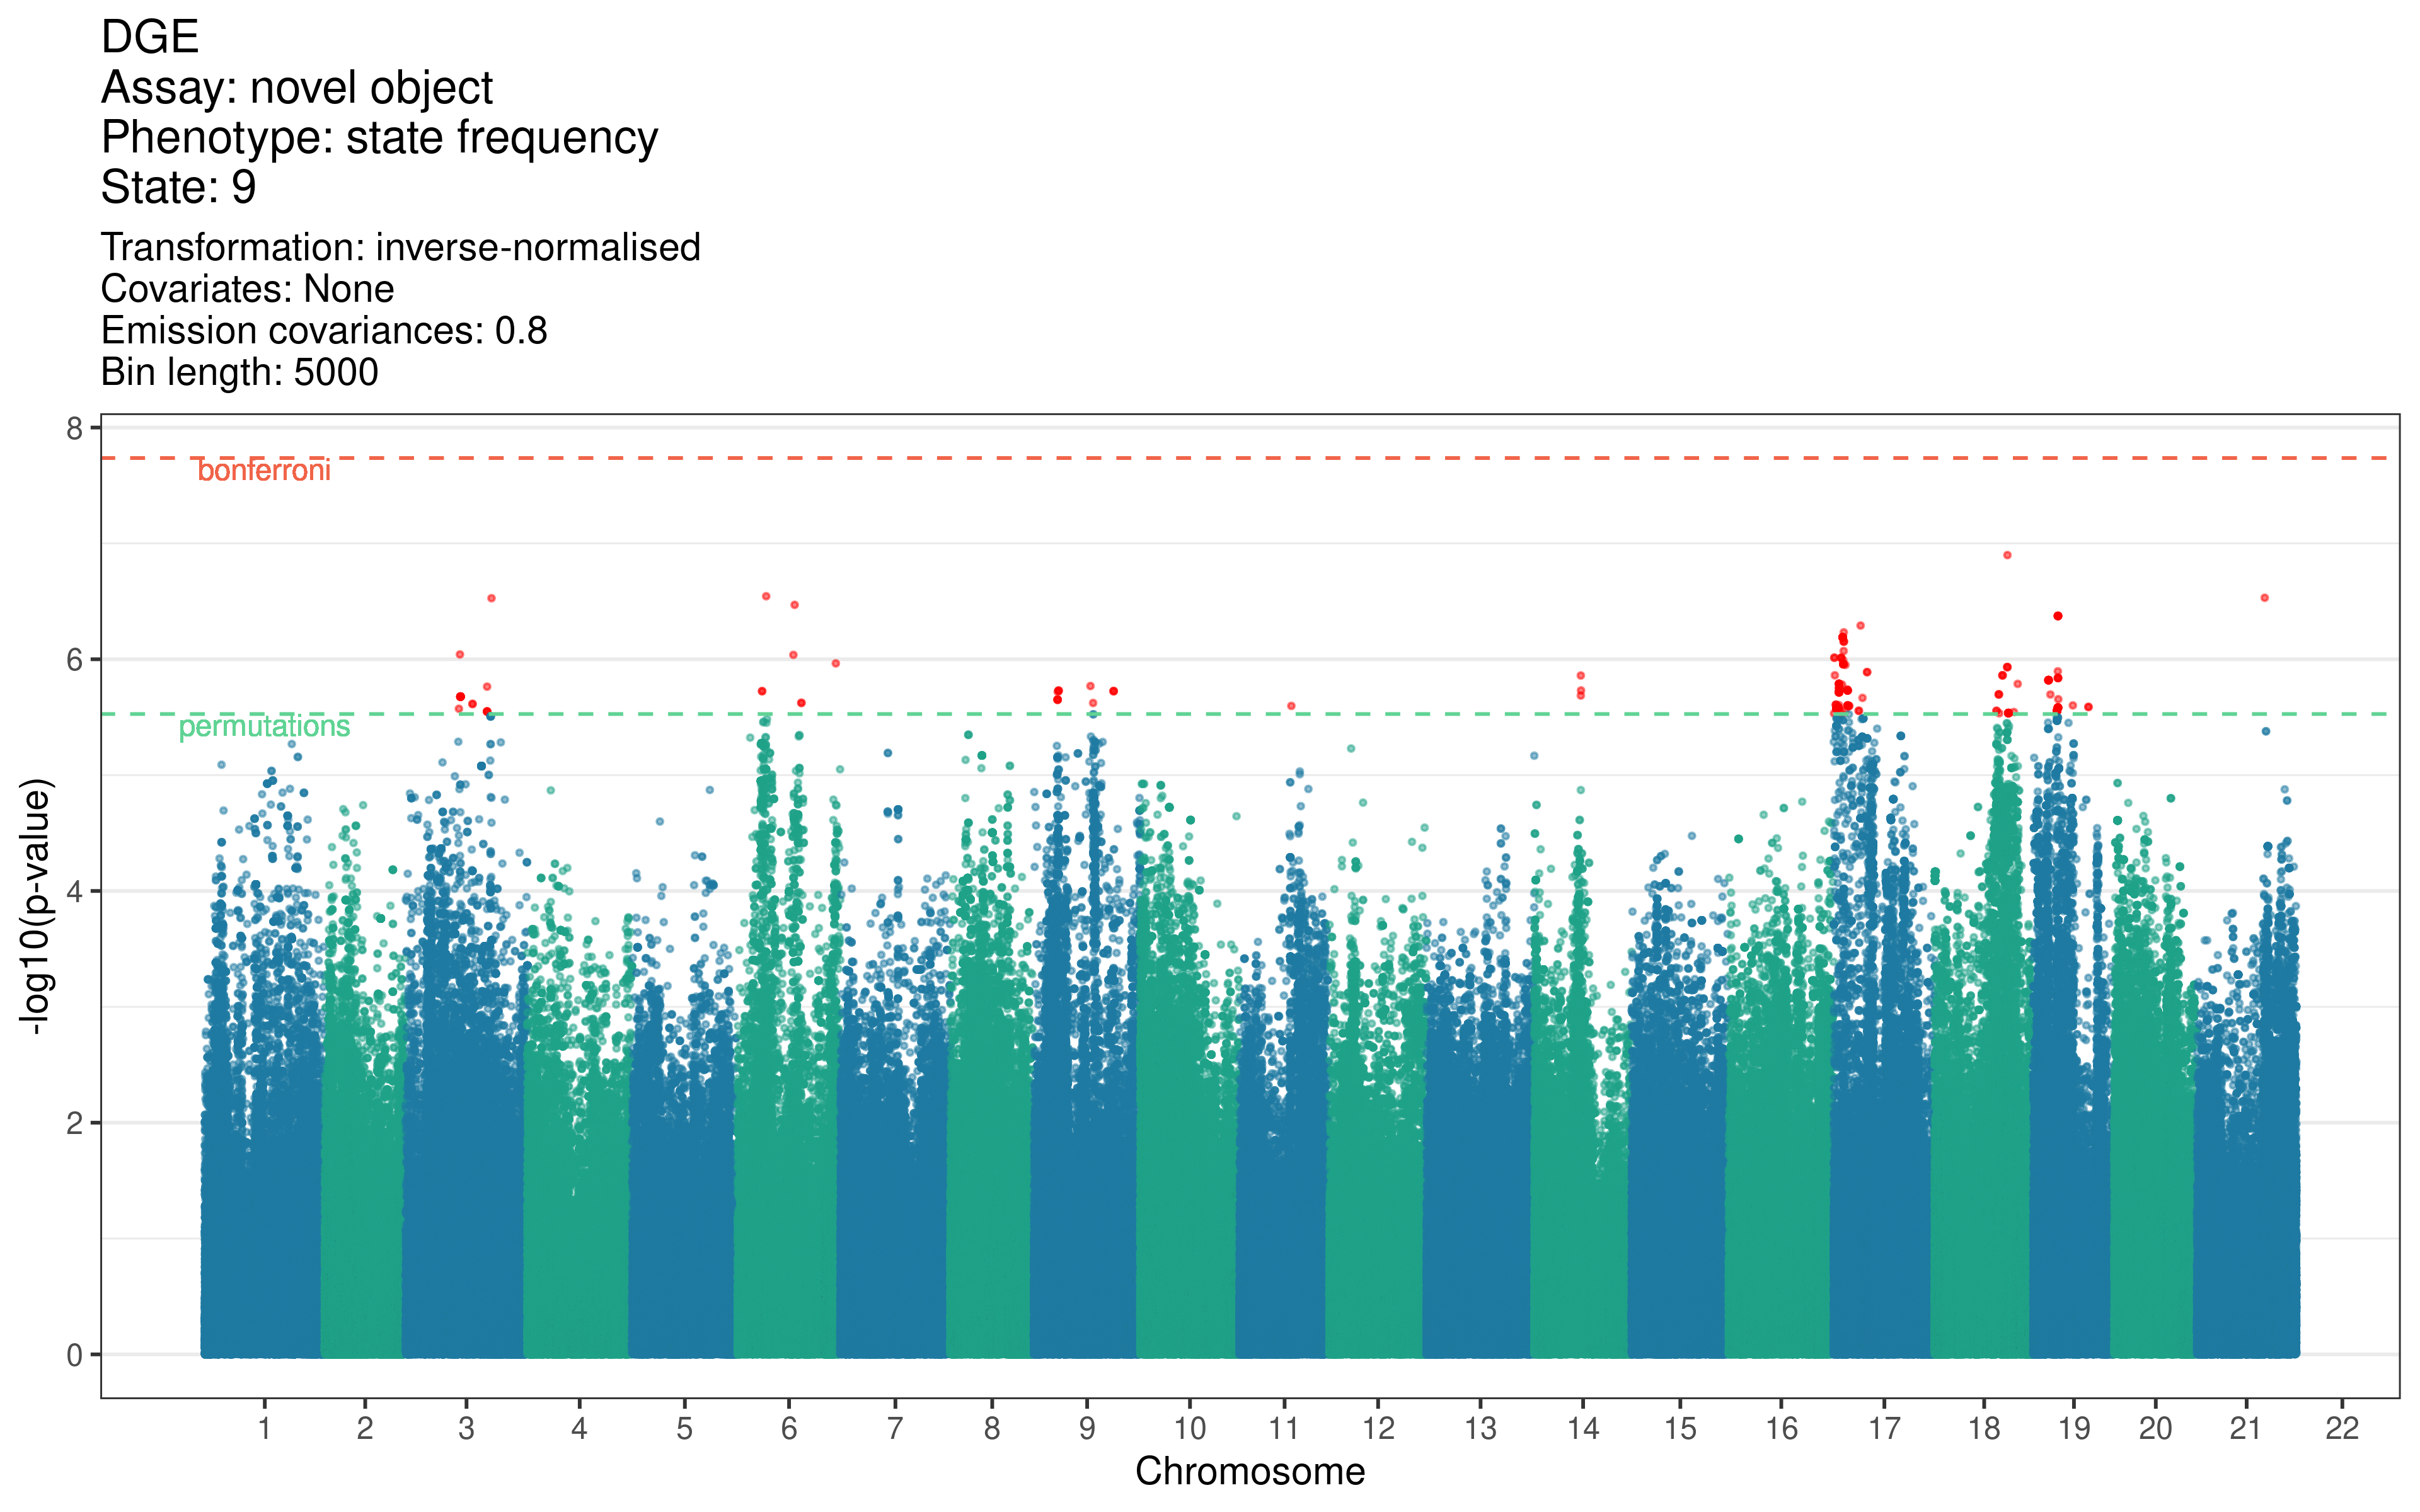 DGE
Assay: novel object
Phenotype: state frequency
State: 9
Transformation: inverse-normalised
Covariates: None
Emission covariances: 0.8
Bin length: 5000
8
bonferroni
6
permutations
4
2
0
-log10(p-value)
1 2 3 4 5 6 7 8 9 10 11 12 13 14 15 16 17 18 19 20 21 22
Chromosome